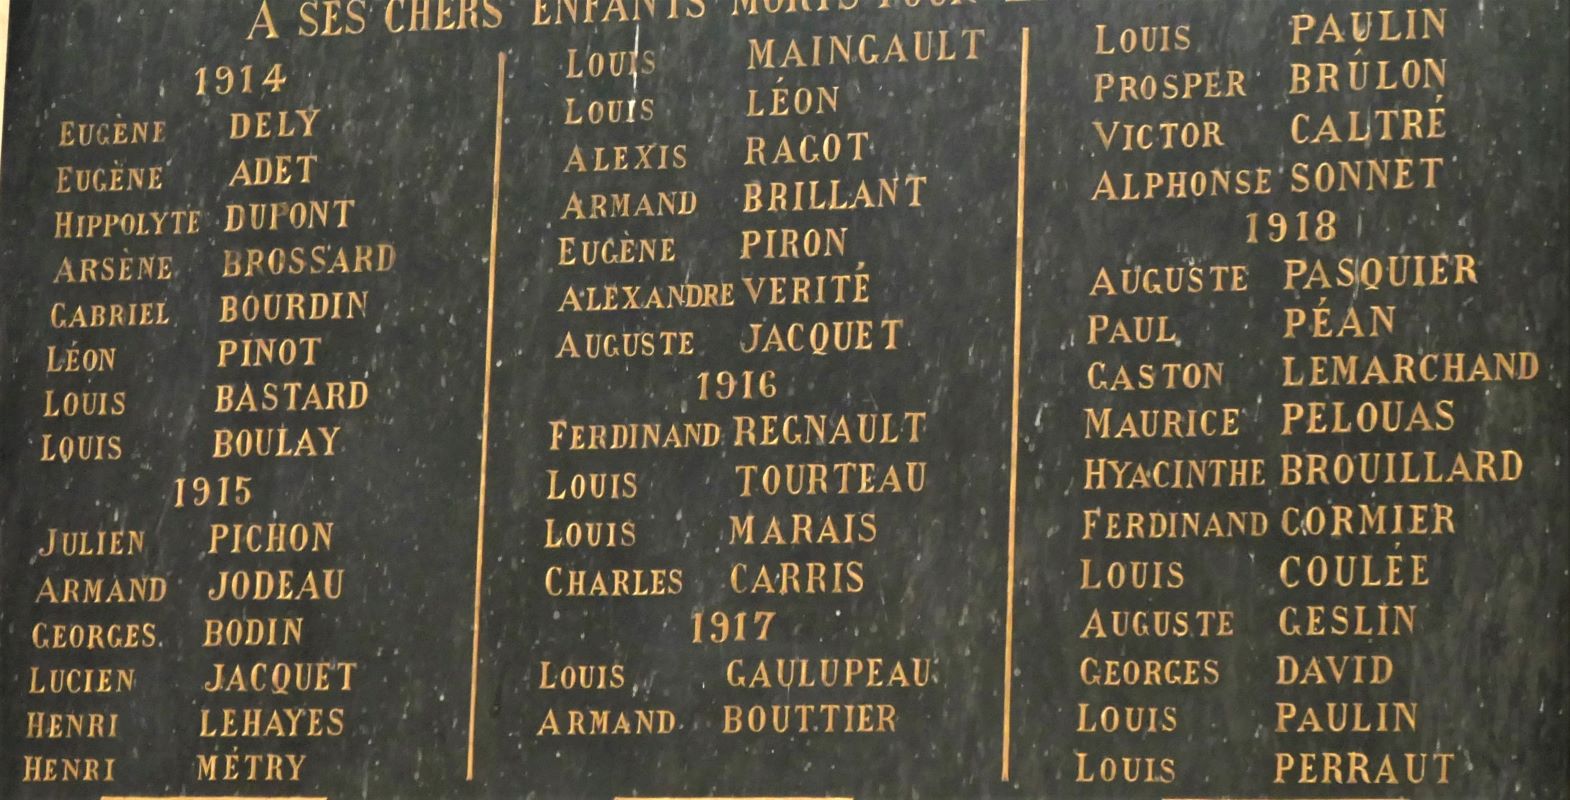 A SES CHERS ENFANTS MORTS POUR
1914
EUGÈNE DELY
EUGÈNE ADET
HIPPOLYTE DUPONT
ARSÈNE BROSSARD
GABRIEL BOURDIN
LÉON PINOT
LOUIS BASTARD
LOUIS BOULAY
1915
JULIEN PICHON
ARMAND JODEAU
GEORGES BODIN
LUCIEN JACQUET
HENRI LEHAYES
HENRI MÉTRY
LOUIS MAINGAULT
LOUIS LÉON
ALEXIS RAGOT
ARMAND BRILLANT
EUGÈNE PIRON
ALEXANDRE VERITÉ
AUGUSTE JACQUET
1916
FERDINAND REGNAULT
LOUIS TOURTEAU
LOUIS MARAIS
CHARLES CARRIS
1917
LOUIS GAULUPEAU
ARMAND BOUTTIER
LOUIS PAULIN
PROSPER BRÛLON
VICTOR CALTRÉ
ALPHONSE SONNET
1918
AUGUSTE PASQUIER
PAUL PÉAN
GASTON LEMARCHAND
MAURICE PELOUAS
HYACINTHE BROUILLARD
FERDINAND CORMIER
LOUIS COULÉE
AUGUSTE GESLIN
GEORGES DAVID
LOUIS PAULIN
LOUIS PERRAUT